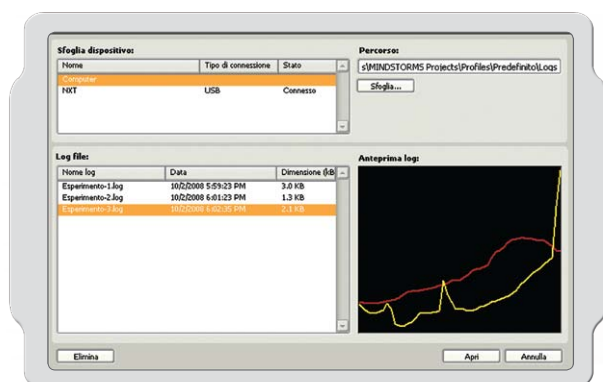 Sfoglia dispositivo:
Nome Tipo di connessione Stato
Computer
NXT USB Connesso
Percorso:
s\MINDSTORMS Projects\Profiles\Predefinito\Logs
Sfoglia...
Log file:
Nome log Data Dimensione (kB
Esperimento-1.log 10/2/2008 5:59:23 PM 3.0 KB
Esperimento-2.log 10/2/2008 6:01:23 PM 1.3 KB
Esperimento-3.log 10/2/2008 6:02:35 PM 2.1 KB
Anteprima log:
Elimina Apri Annulla